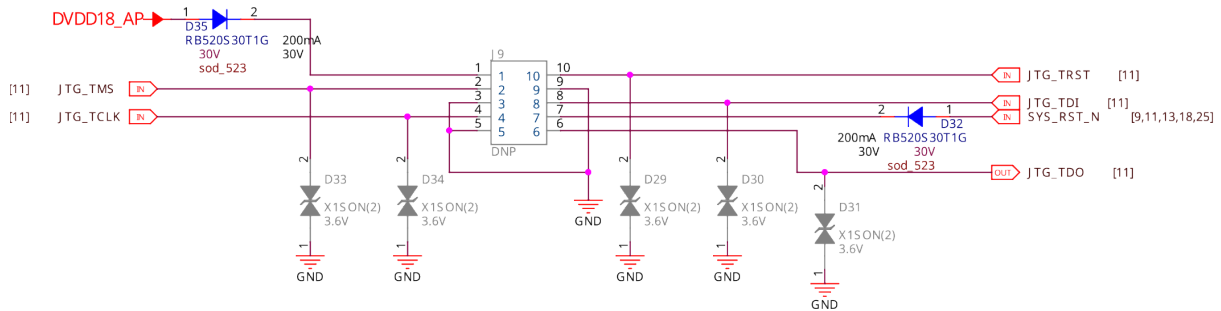 DVDD18_AP
1
2
D35
RB520S30T1G
30V
sod_523
200mA
30V
J9
1
2
3
4
5
1
2
3
4
5
10
9
8
7
6
10
9
8
7
6
DNP
[11] JTG_TMS IN
[11] JTG_TCLK IN
IN JTG_TRST [11]
IN JTG_TDI [11]
IN SYS_RST_N [9,11,13,18,25]
2
1
D32
200mA RB520S30T1G
30V
30V
sod_523
OUT JTG_TDO [11]
2
D33
X1SON(2)
3.6V
1
GND
2
D34
X1SON(2)
3.6V
1
GND
GND
2
D29
X1SON(2)
3.6V
1
GND
2
D30
X1SON(2)
3.6V
1
GND
2
D31
X1SON(2)
3.6V
1
GND